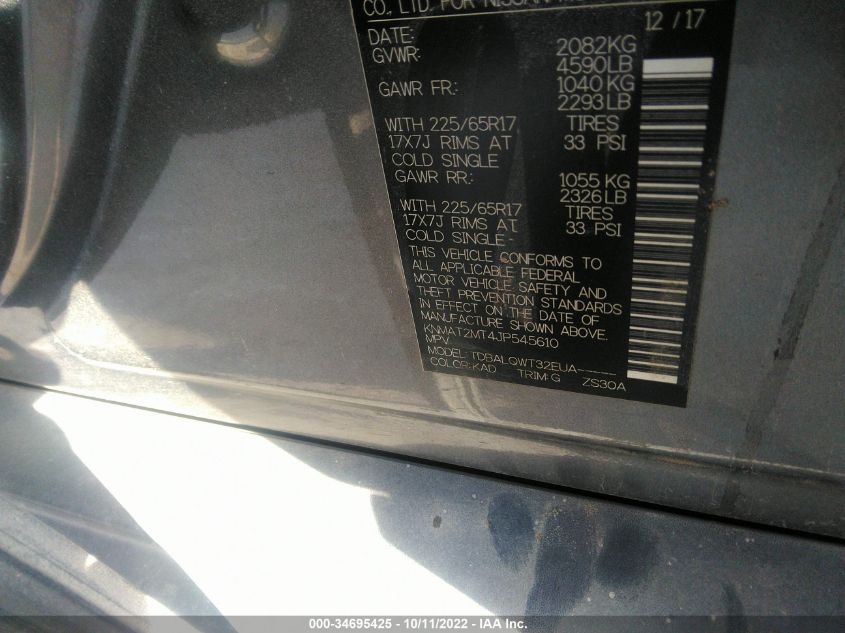 CO. LTD. FOR NISSAN
DATE: 12 / 17
GVWR: 2082KG
4590LB
GAWR FR: 1040KG
2293LB
WITH 225/65R17 TIRES
17X7J RIMS AT 33 PSI
COLD SINGLE
GAWR RR: 1055 KG
2326LB
WITH 225/65R17 TIRES
17X7J RIMS AT 33 PSI
COLD SINGLE
THIS VEHICLE CONFORMS TO
ALL APPLICABLE FEDERAL
MOTOR VEHICLE SAFETY AND
THEFT PREVENTION STANDARDS
IN EFFECT ON THE DATE OF
MANUFACTURE SHOWN ABOVE.
KNMAT2MT4JP545610
MPV
MODEL: TDBALQWT32EUA-----
COLOR: KAD TRIM: G ZS30A
000-34695425 - 10/11/2022 - IAA Inc.